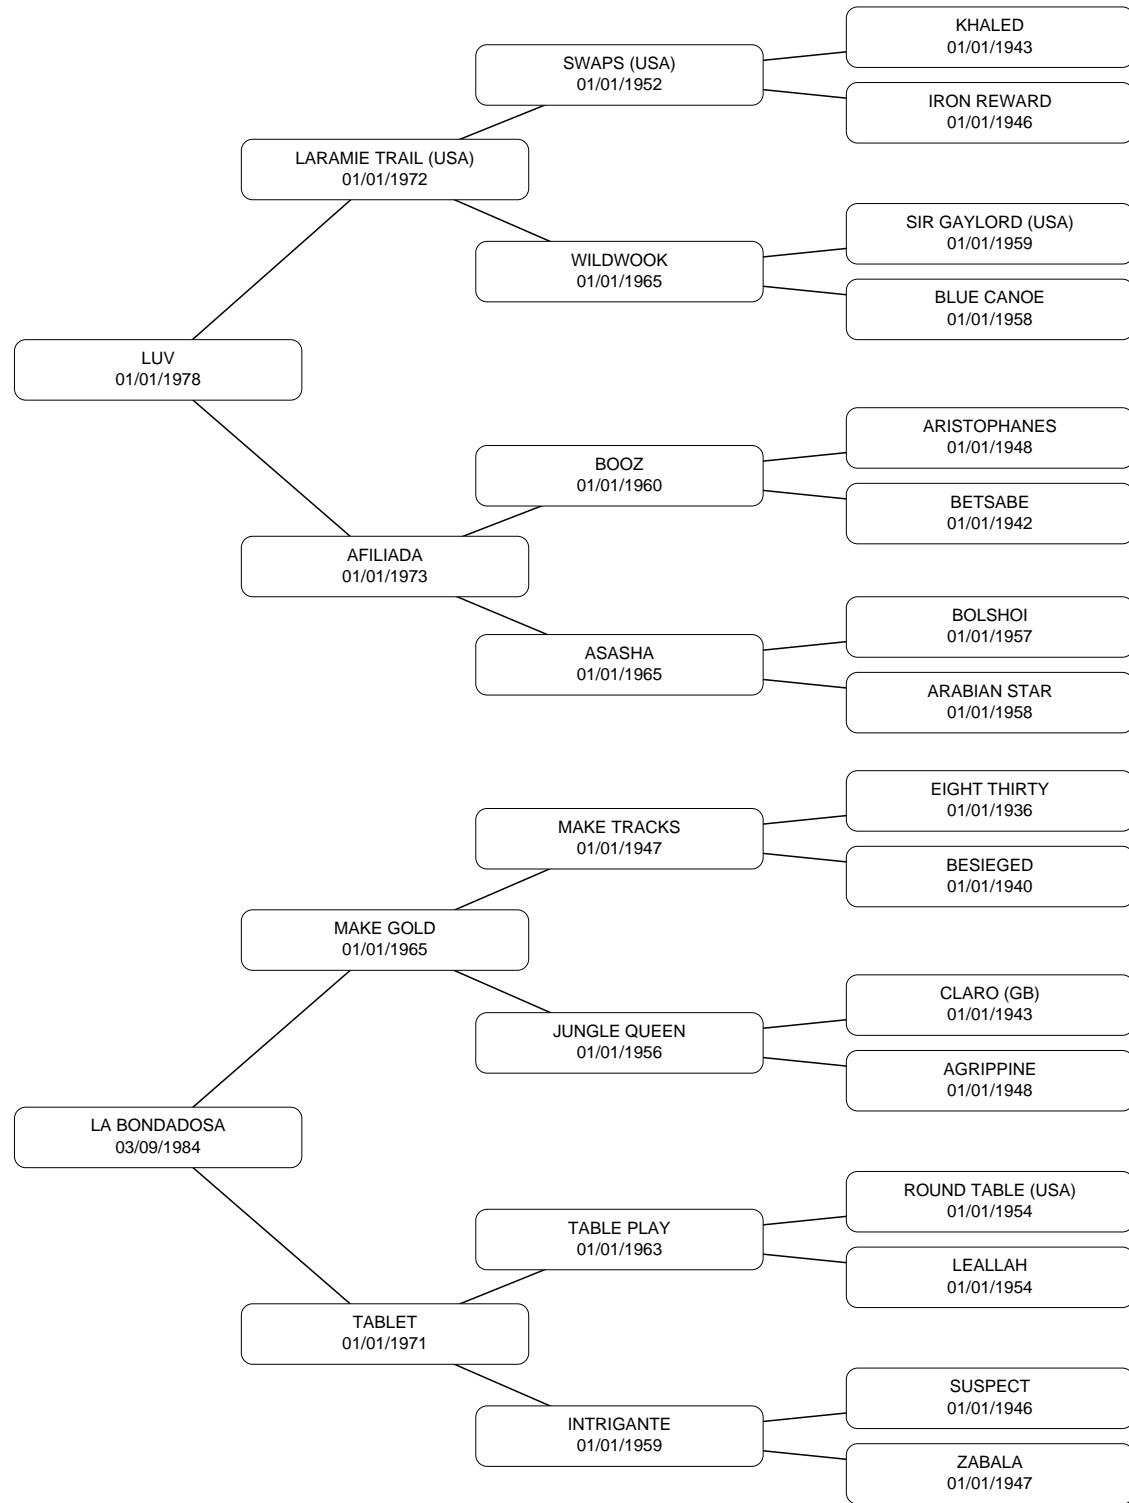 KHALED
01/01/1943
SWAPS (USA)
01/01/1952
IRON REWARD
01/01/1946
LARAMIE TRAIL (USA)
01/01/1972
SIR GAYLORD (USA)
01/01/1959
WILDWOOK
01/01/1965
BLUE CANOE
01/01/1958
LUV
01/01/1978
ARISTOPHANES
01/01/1948
BOOZ
01/01/1960
BETSABE
01/01/1942
AFILIADA
01/01/1973
BOLSHOI
01/01/1957
ASASHA
01/01/1965
ARABIAN STAR
01/01/1958
EIGHT THIRTY
01/01/1936
MAKE TRACKS
01/01/1947
BESIEGED
01/01/1940
MAKE GOLD
01/01/1965
CLARO (GB)
01/01/1943
JUNGLE QUEEN
01/01/1956
AGRIPPINE
01/01/1948
LA BONDADOSA
03/09/1984
ROUND TABLE (USA)
01/01/1954
TABLE PLAY
01/01/1963
LEALLAH
01/01/1954
TABLET
01/01/1971
SUSPECT
01/01/1946
INTRIGANTE
01/01/1959
ZABALA
01/01/1947